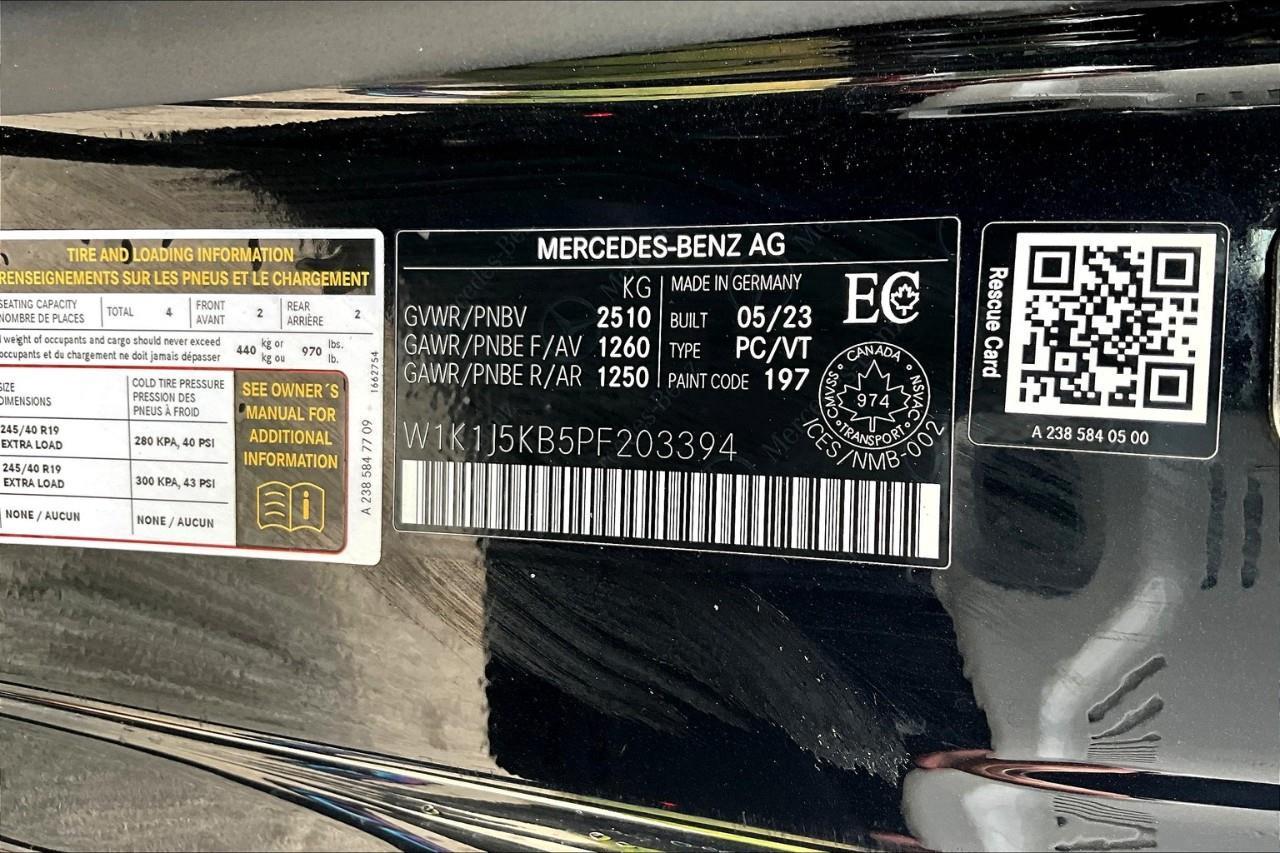 TIRE AND LOADING INFORMATION
RENSEIGNEMENTS SUR LES PNEUS ET LE CHARGEMENT
SEATING CAPACITY
NOMBRE DE PLACES
TOTAL 4
FRONT
AVANT
2
REAR
ARRIÈRE
2
weight of occupants and cargo should never exceed
occupants et du chargement ne doit jamais dépasser
440 kg or
kg ou
970 lbs.
lb.
SIZE
DIMENSIONS
COLD TIRE PRESSURE
PRESSION DES
PNEUS À FROID
245/40 R19
EXTRA LOAD
280 KPA, 40 PSI
245/40 R19
EXTRA LOAD
300 KPA, 43 PSI
NONE / AUCUN
NONE / AUCUN
SEE OWNER´S
MANUAL FOR
ADDITIONAL
INFORMATION
i
1662754
A 238 584 77 09
MERCEDES-BENZ AG
KG
GVWR/PNBV 2510
GAWR/PNBE F/AV 1260
GAWR/PNBE R/AR 1250
MADE IN GERMANY
BUILT 05/23
TYPE PC/VT
PAINT CODE 197
EC
CANADA
CMVSS NSVAC
974
TRANSPORT
ICES/NMB-002
W1K1J5KB5PF203394
Rescue Card
A 238 584 05 00